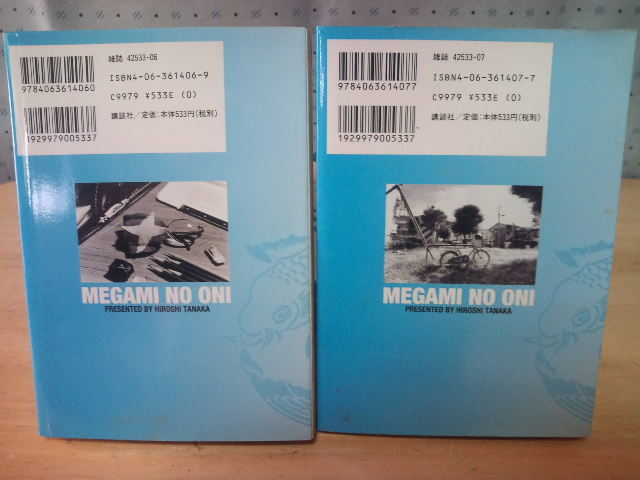 9784063614060
1929979005337
雑誌 42533-06
ISBN4-06-361406-9
C9979 ¥533E (0)
講談社/定価:本体533円(税別)
MEGAMI NO ONI
PRESENTED BY HIROSHI TANAKA
9784063614077
1929979005337
雑誌 42533-07
ISBN4-06-361407-7
C9979 ¥533E (0)
講談社/定価:本体533円(税別)
MEGAMI NO ONI
PRESENTED BY HIROSHI TANAKA